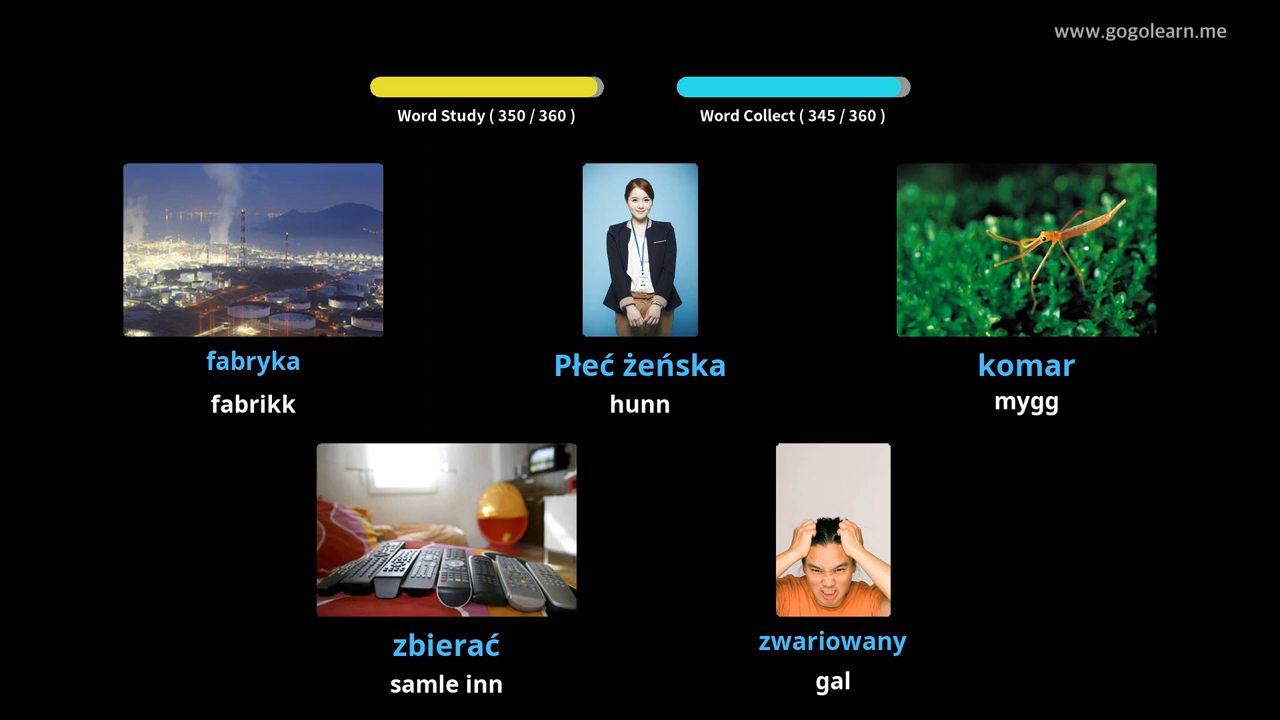 www.gogolearn.me
Word Study ( 350 / 360 )
Word Collect ( 345 / 360 )
fabryka
fabrikk
Płeć żeńska
hunn
komar
mygg
zbierać
samle inn
zwariowany
gal